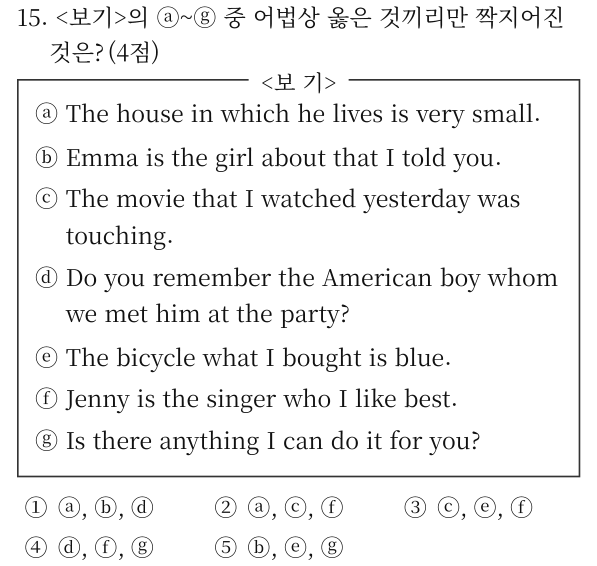 15. <보기>의 ⓐ~ⓖ 중 어법상 옳은 것끼리만 짝지어진
것은? (4점)
<보 기>
ⓐ The house in which he lives is very small.
ⓑ Emma is the girl about that I told you.
ⓒ The movie that I watched yesterday was
touching.
ⓓ Do you remember the American boy whom
we met him at the party?
ⓔ The bicycle what I bought is blue.
ⓕ Jenny is the singer who I like best.
ⓖ Is there anything I can do it for you?
① ⓐ, ⓑ, ⓓ ② ⓐ, ⓒ, ⓕ ③ ⓒ, ⓔ, ⓕ
④ ⓓ, ⓕ, ⓖ ⑤ ⓑ, ⓔ, ⓖ